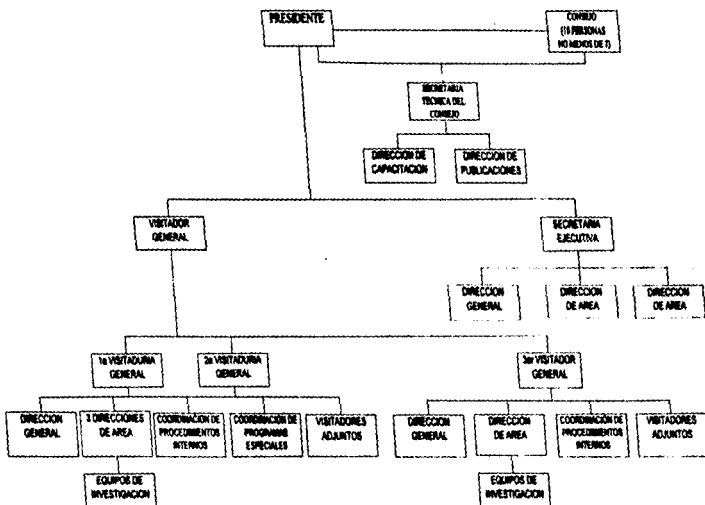 PRESIDENTE
CONSEJO
(10 PERSONAS
NO MENOS DE 7)
SECRETARIA
TECNICA DEL
CONSEJO
DIRECCION DE
CAPACITACION
DIRECCION DE
PUBLICACIONES
VISITADOR
GENERAL
SECRETARIA
EJECUTIVA
DIRECCION
GENERAL
DIRECCION
DE AREA
DIRECCION
DE AREA
1a VISITADURIA
GENERAL
2a VISITADURIA
GENERAL
3er VISITADOR
GENERAL
DIRECCION
GENERAL
3 DIRECCIONES
DE AREA
COORDINACION DE
PROCEDIMIENTOS
INTERNOS
COORDINACION DE
PROGRAMAS
ESPECIALES
VISITADORES
ADJUNTOS
DIRECCION
GENERAL
DIRECCION
DE AREA
COORDINACION DE
PROCEDIMIENTOS
INTERNOS
VISITADORES
ADJUNTOS
EQUIPOS DE
INVESTIGACION
EQUIPOS DE
INVESTIGACION